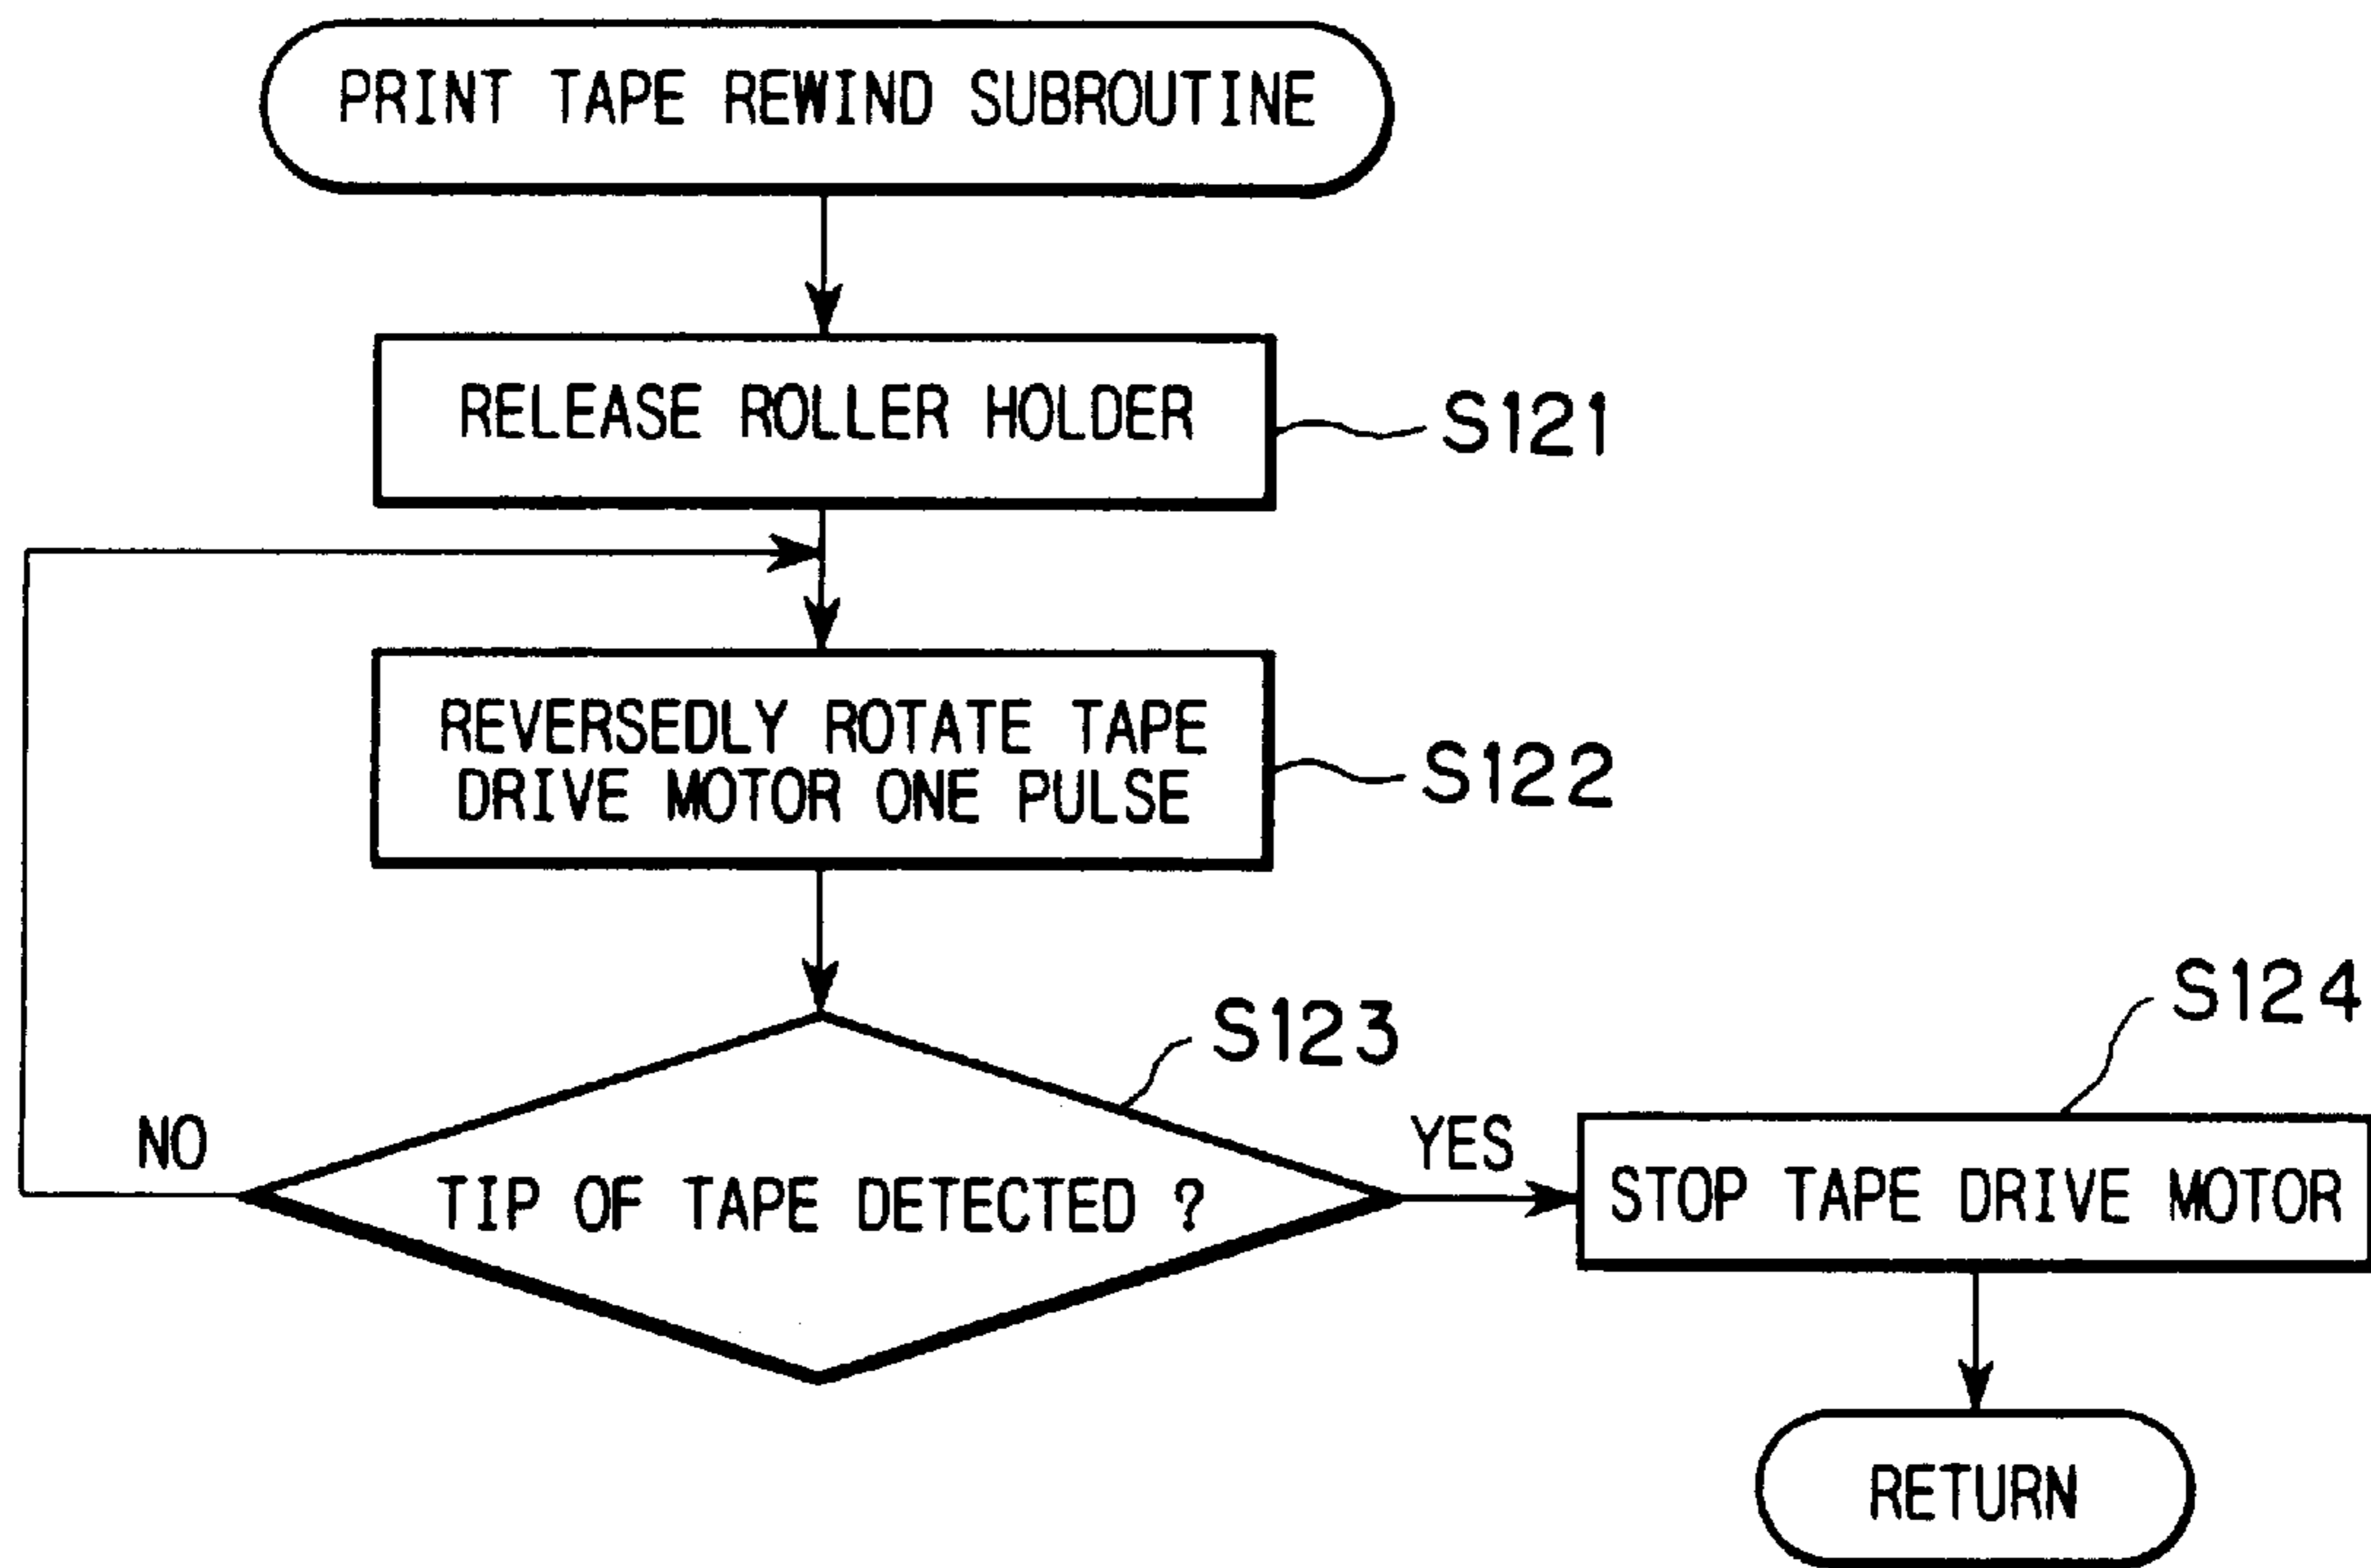 PRINT TAPE REWIND SUBROUTINE
RELEASE ROLLER HOLDER
S121
REVERSEDLY ROTATE TAPE
DRIVE MOTOR ONE PULSE
S122
S123
S124
NO
TIP OF TAPE DETECTED ?
YES
STOP TAPE DRIVE MOTOR
RETURN